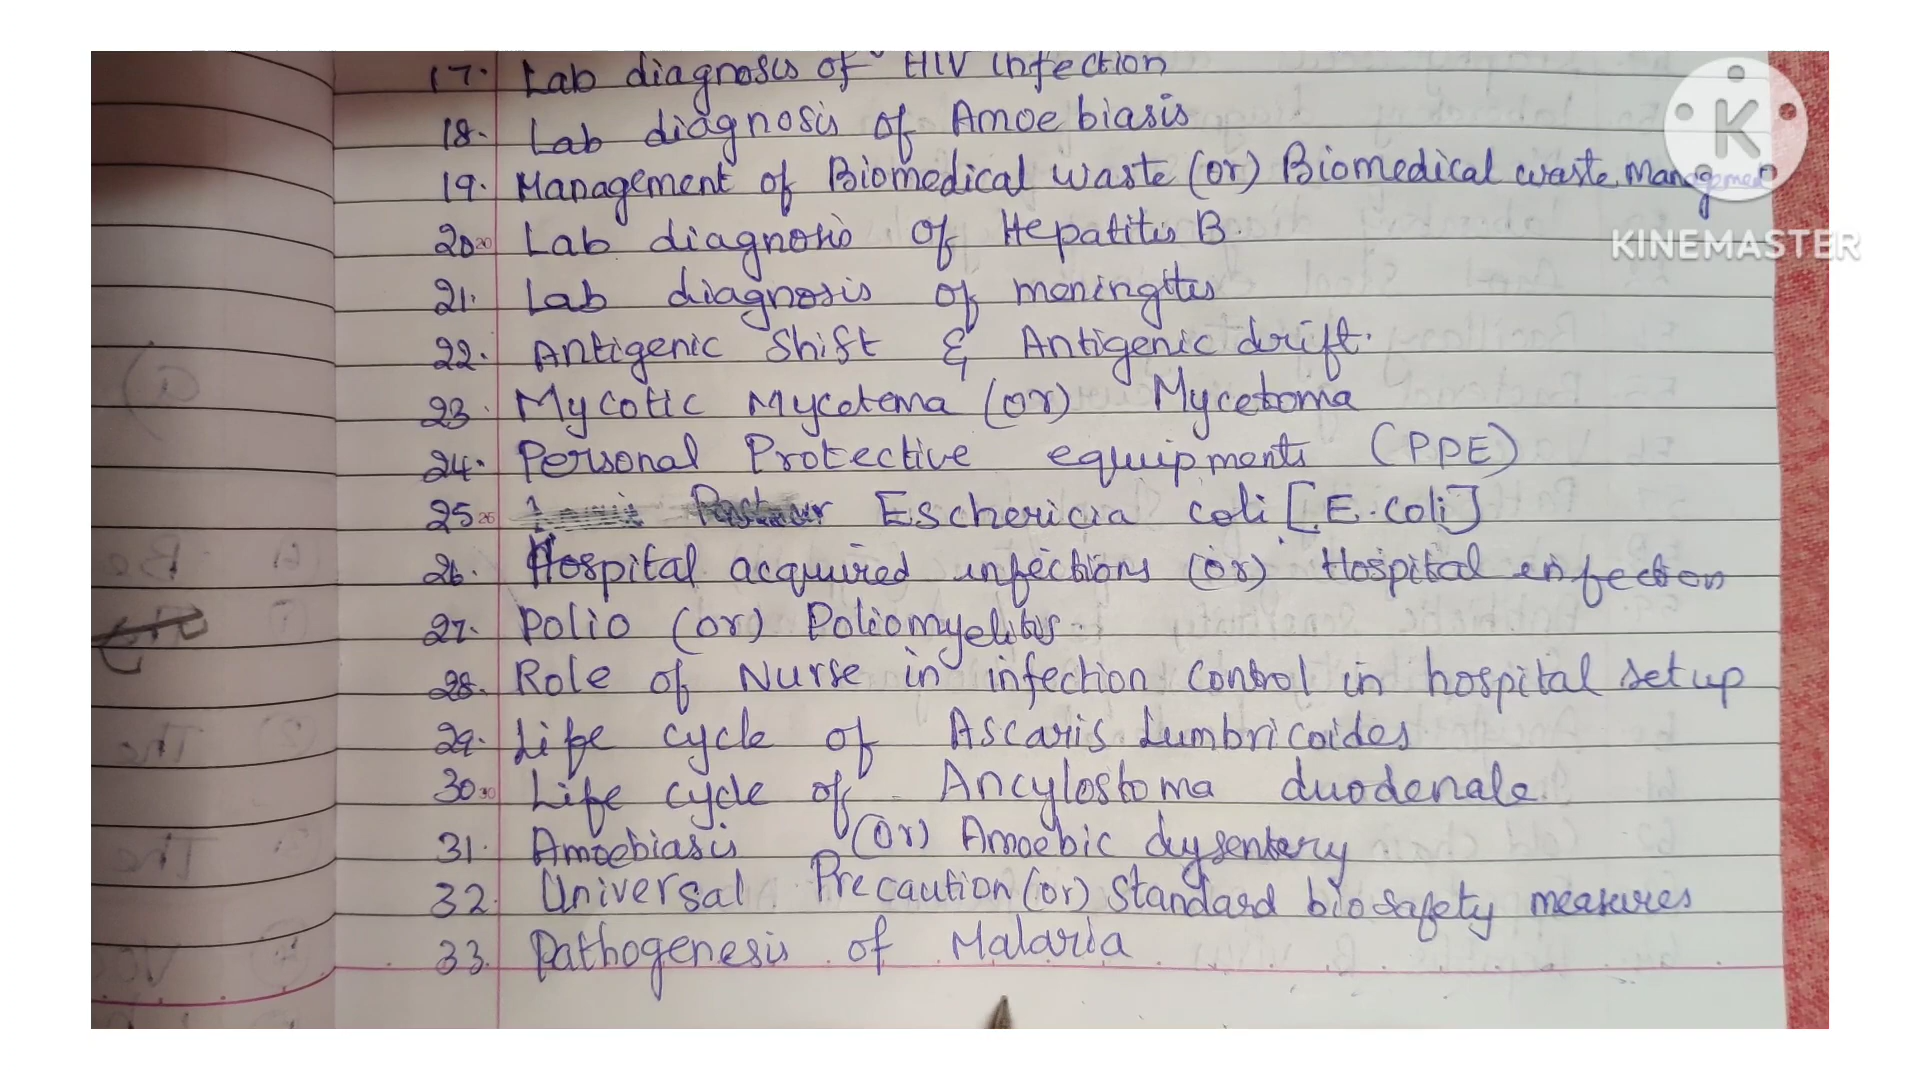 17. Lab diagnosis of HIV infection
18. Lab diagnosis of Amoebiasis
19. Management of Biomedical waste (or) Biomedical waste Management
20 20 Lab diagnosis of Hepatitis B.
21. Lab diagnosis of meningitis
22. Antigenic Shift & Antigenic drift.
23. Mycotic Mycetema (or) Mycetoma
24. Personal Protective equipments (PPE)
25 25 Eschericia coli [E. coli]
26. Hospital acquired infections (or) Hospital infection
27. Polio (or) Poliomyelitis
28. Role of Nurse in infection control in hospital setup
29. Life cycle of Ascaris Lumbricoides
30 30 Life cycle of Ancylostoma duodenale
31. Amoebiasis (or) Amoebic dysentery
32. Universal Precaution (or) Standard biosafety measures
33. Pathogenesis of Malaria
K
KINEMASTER